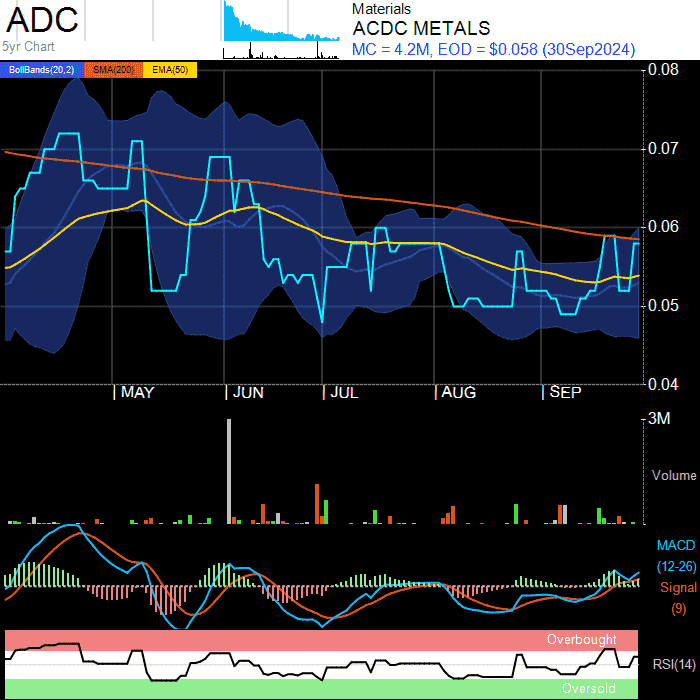 ADC
5yr Chart
Materials
ACDC METALS
MC = 4.2M, EOD = $0.058 (30Sep2024)
BollBands(20,2) SMA(200) EMA(50)
0.08
0.07
0.06
0.05
0.04
MAY JUN JUL AUG SEP
3M
Volume
MACD
(12-26)
Signal
(9)
Overbought
RSI(14)
Oversold